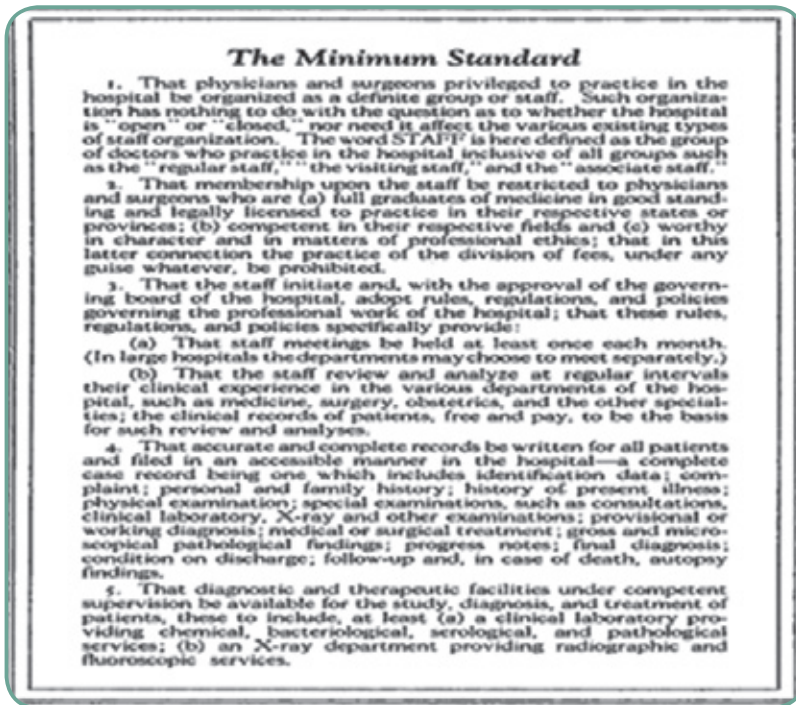 The Minimum Standard
1. That physicians and surgeons privileged to practice in the
hospital be organized as a definite group or staff. Such organiza-
tion has nothing to do with the question as to whether the hospital
is "open" or "closed," nor need it affect the various existing types
of staff organization. The word STAFF is here defined as the group
of doctors who practice in the hospital inclusive of all groups such
as the "regular staff," "the visiting staff," and the "associate staff."
2. That membership upon the staff be restricted to physicians
and surgeons who are (a) full graduates of medicine in good stand-
ing and legally licensed to practice in their respective states or
provinces; (b) competent in their respective fields and (c) worthy
in character and in matters of professional ethics; that in this
latter connection the practice of the division of fees, under any
guise whatever, be prohibited.
3. That the staff initiate and, with the approval of the govern-
ing board of the hospital, adopt rules, regulations, and policies
governing the professional work of the hospital; that these rules,
regulations, and policies specifically provide:
(a) That staff meetings be held at least once each month.
(In large hospitals the departments may choose to meet separately.)
(b) That the staff review and analyze at regular intervals
their clinical experience in the various departments of the hos-
pital, such as medicine, surgery, obstetrics, and the other special-
ties; the clinical records of patients, free and pay, to be the basis
for such review and analyses.
4. That accurate and complete records be written for all patients
and filed in an accessible manner in the hospital—a complete
case record being one which includes identification data; com-
plaint; personal and family history; history of present illness;
physical examination; special examinations, such as consultations,
clinical laboratory, X-ray and other examinations; provisional or
working diagnosis; medical or surgical treatment; gross and micro-
scopical pathological findings; progress notes; final diagnosis;
condition on discharge; follow-up and, in case of death, autopsy
findings.
5. That diagnostic and therapeutic facilities under competent
supervision be available for the study, diagnosis, and treatment of
patients, these to include, at least (a) a clinical laboratory pro-
viding chemical, bacteriological, serological, and pathological
services; (b) an X-ray department providing radiographic and
fluoroscopic services.